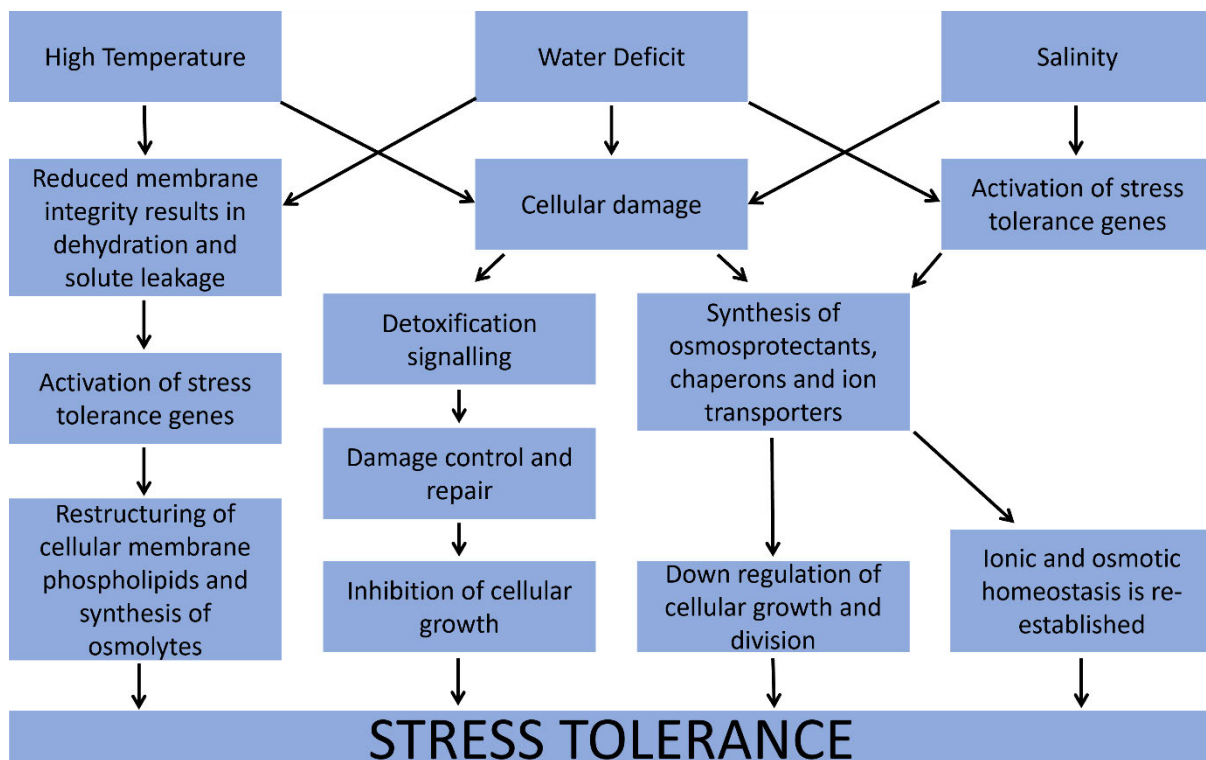 High Temperature
Water Deficit
Salinity
Reduced membrane
integrity results in
dehydration and
solute leakage
Cellular damage
Activation of stress
tolerance genes
Detoxification
signalling
Synthesis of
osmosprotectants,
chaperons and ion
transporters
Activation of stress
tolerance genes
Damage control and
repair
Restructuring of
cellular membrane
phospholipids and
synthesis of
osmolytes
Inhibition of cellular
growth
Down regulation of
cellular growth and
division
Ionic and osmotic
homeostasis is re-
established
STRESS TOLERANCE